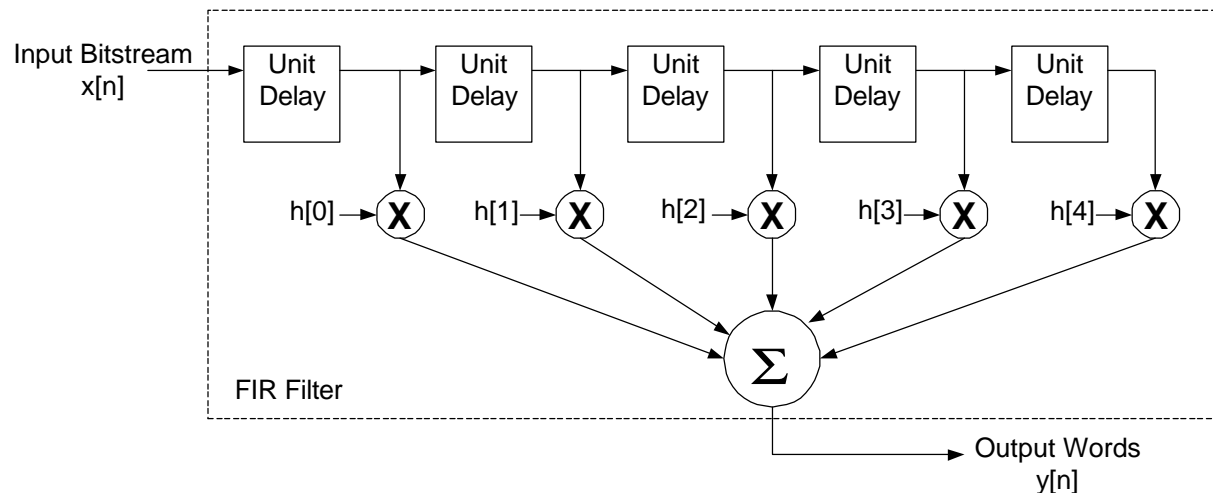 Input Bitstream
x[n]
Unit
Delay
Unit
Delay
Unit
Delay
Unit
Delay
Unit
Delay
h[0]
X
h[1]
X
h[2]
X
h[3]
X
h[4]
X
Σ
FIR Filter
Output Words
y[n]